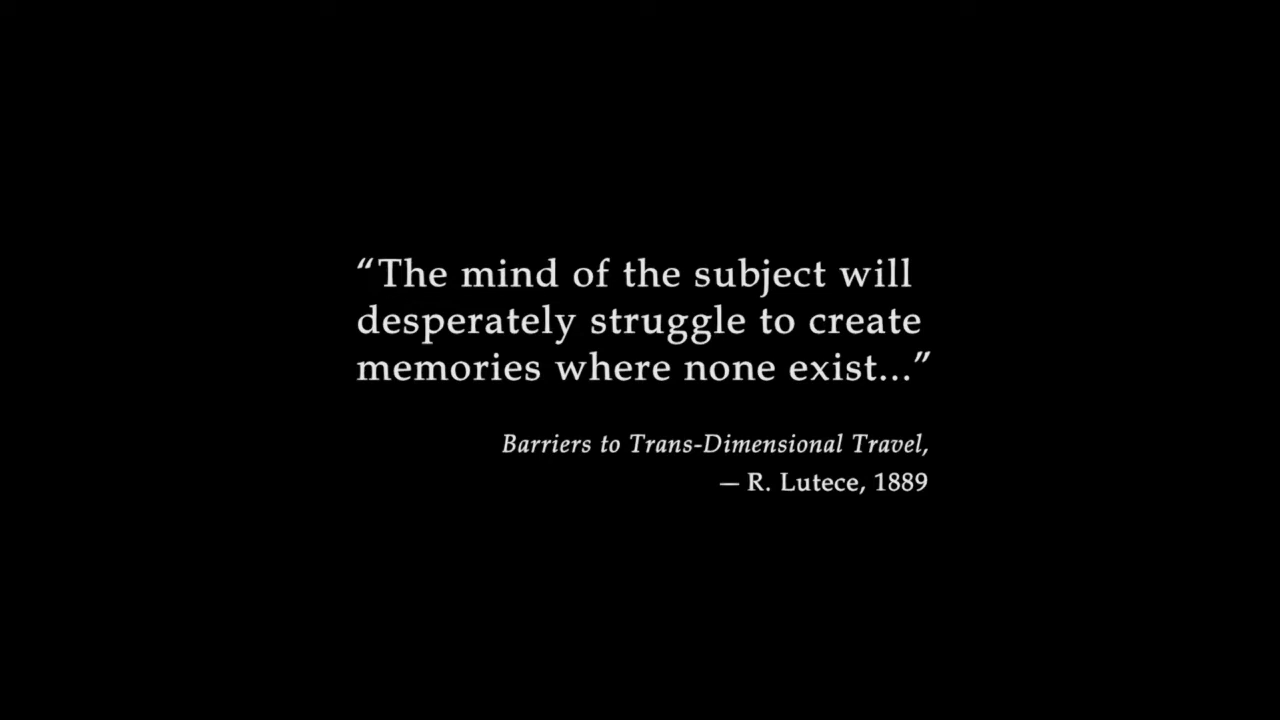 “The mind of the subject will
desperately struggle to create
memories where none exist...”
Barriers to Trans-Dimensional Travel,
— R. Lutece, 1889